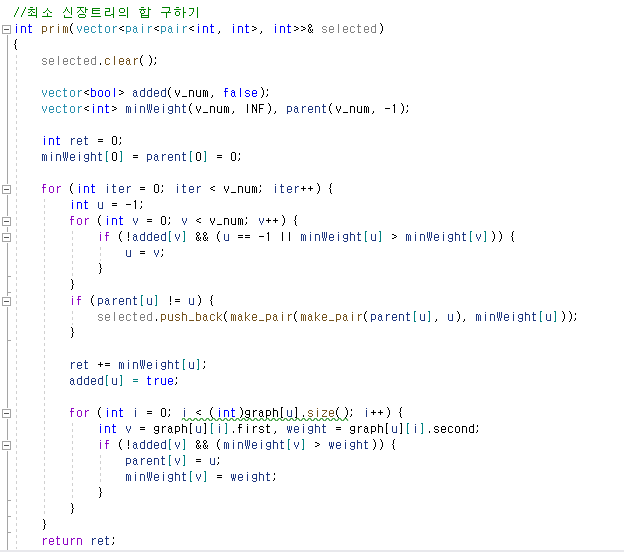 //최소 신장트리의 합 구하기
int prim(vector<pair<pair<int, int>, int>>& selected)
{
selected.clear();
vector<bool> added(v_num, false);
vector<int> minWeight(v_num, INF), parent(v_num, -1);
int ret = 0;
minWeight[0] = parent[0] = 0;
for (int iter = 0; iter < v_num; iter++) {
int u = -1;
for (int v = 0; v < v_num; v++) {
if (!added[v] && (u == -1 || minWeight[u] > minWeight[v])) {
u = v;
}
}
if (parent[u] != u) {
selected.push_back(make_pair(make_pair(parent[u], u), minWeight[u]));
}
ret += minWeight[u];
added[u] = true;
for (int i = 0; i < (int)graph[u].size(); i++) {
int v = graph[u][i].first, weight = graph[u][i].second;
if (!added[v] && (minWeight[v] > weight)) {
parent[v] = u;
minWeight[v] = weight;
}
}
}
return ret;